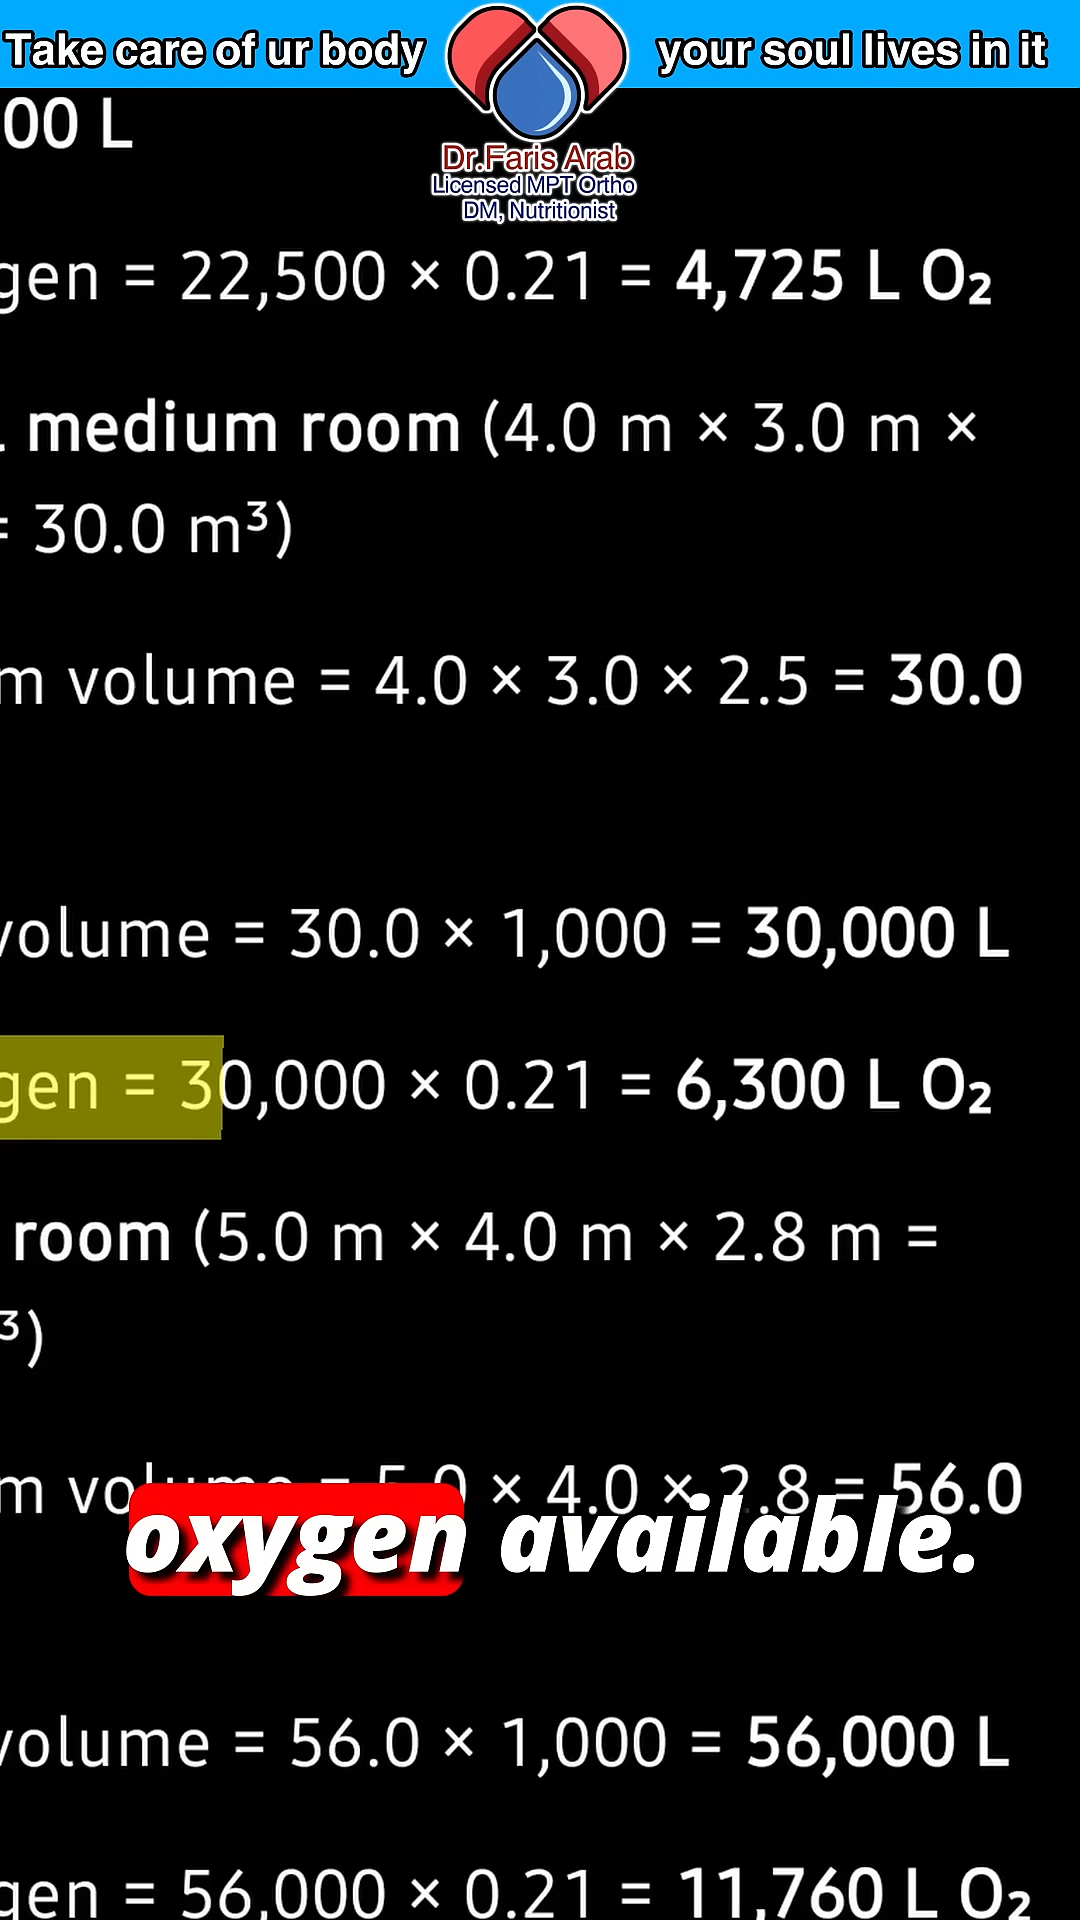 Take care of ur body your soul lives in it
Dr.Faris Arab
Licensed MPT Ortho
DM, Nutritionist
00 L
gen = 22,500 × 0.21 = 4,725 L O₂
. medium room (4.0 m × 3.0 m ×
= 30.0 m³)
m volume = 4.0 × 3.0 × 2.5 = 30.0
volume = 30.0 × 1,000 = 30,000 L
gen = 30,000 × 0.21 = 6,300 L O₂
room (5.0 m × 4.0 m × 2.8 m =
³)
m volume = 5.0 × 4.0 × 2.8 = 56.0
oxygen available.
volume = 56.0 × 1,000 = 56,000 L
gen = 56,000 × 0.21 = 11,760 L O₂